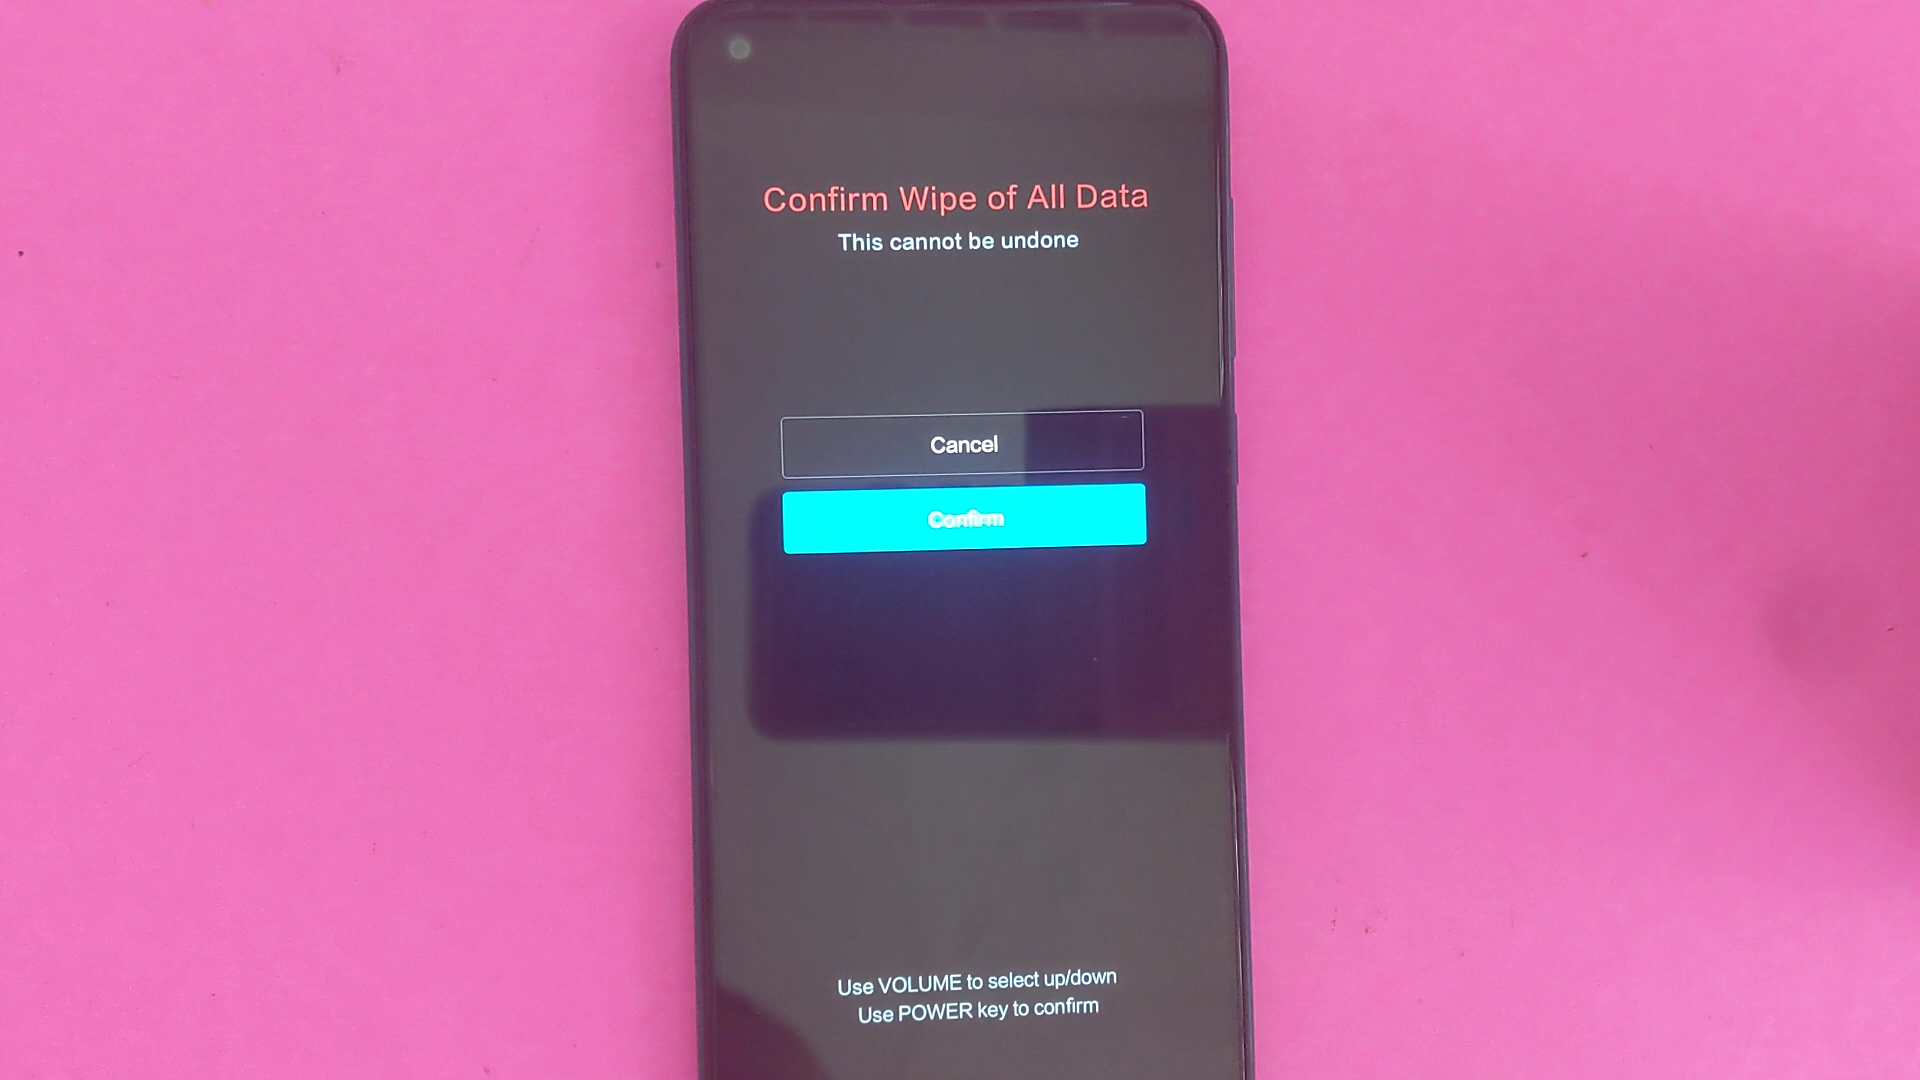 Confirm Wipe of All Data
This cannot be undone
Cancel
Confirm
Use VOLUME to select up/down
Use POWER key to confirm